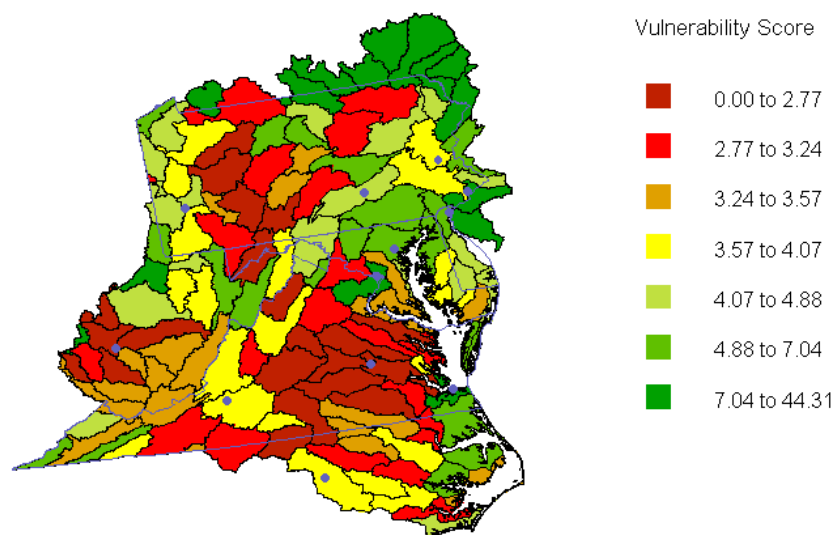 Vulnerability Score
0.00 to 2.77
2.77 to 3.24
3.24 to 3.57
3.57 to 4.07
4.07 to 4.88
4.88 to 7.04
7.04 to 44.31